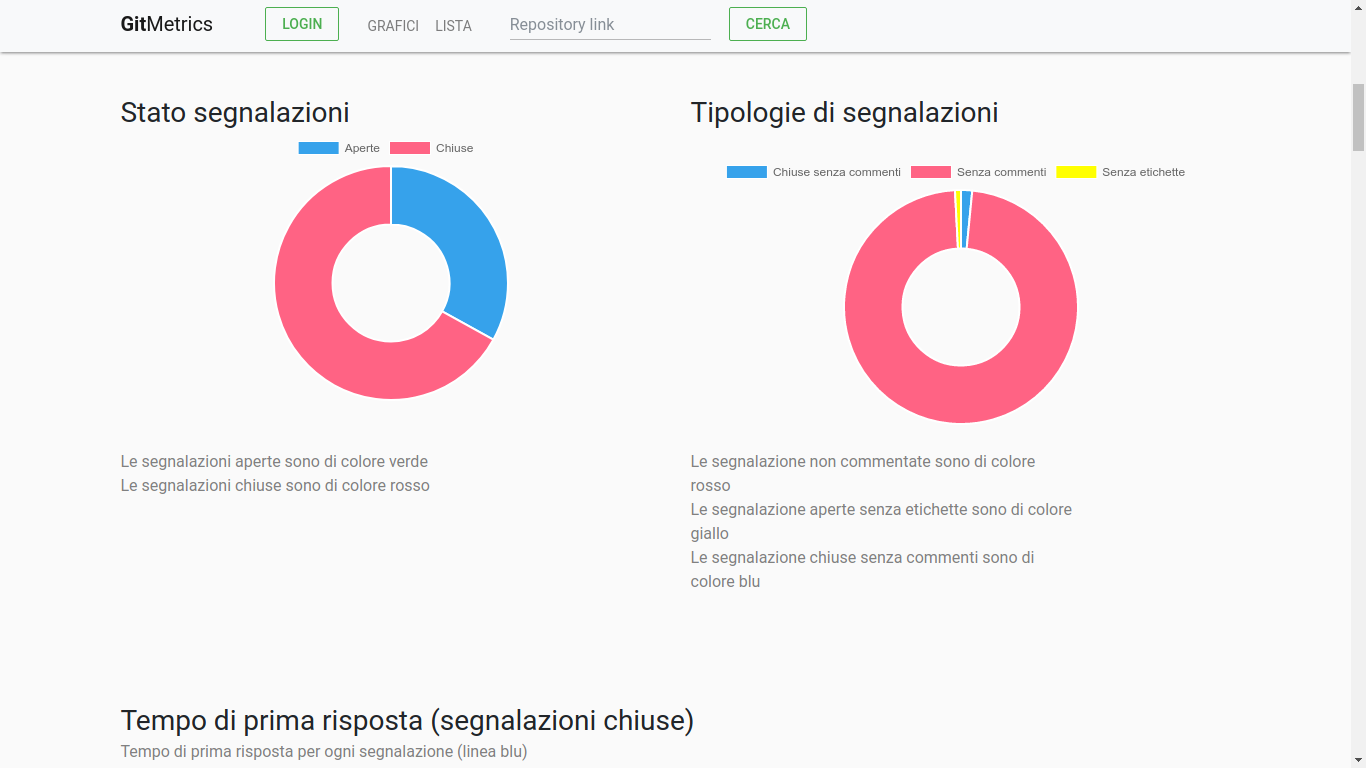 GitMetrics LOGIN GRAFICI LISTA Repository link CERCA
Stato segnalazioni
Aperte Chiuse
Le segnalazioni aperte sono di colore verde
Le segnalazioni chiuse sono di colore rosso
Tipologie di segnalazioni
Chiuse senza commenti Senza commenti Senza etichette
Le segnalazione non commentate sono di colore
rosso
Le segnalazione aperte senza etichette sono di colore
giallo
Le segnalazione chiuse senza commenti sono di
colore blu
Tempo di prima risposta (segnalazioni chiuse)
Tempo di prima risposta per ogni segnalazione (linea blu)